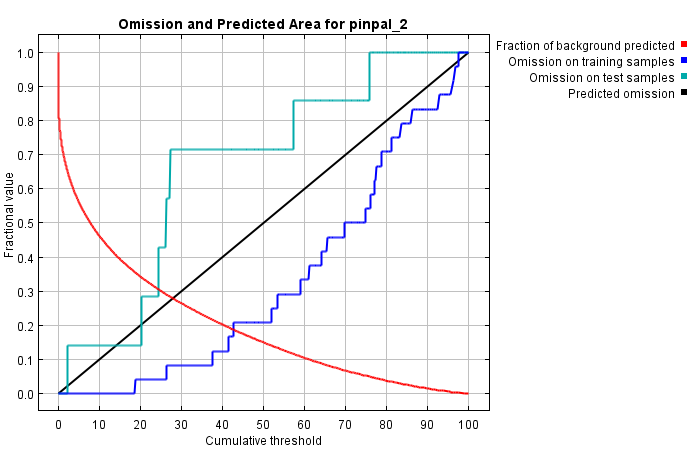 Omission and Predicted Area for pinpal_2
Fraction of background predicted
Omission on training samples
Omission on test samples
Predicted omission
Fractional value
1.0
0.9
0.8
0.7
0.6
0.5
0.4
0.3
0.2
0.1
0.0
0 10 20 30 40 50 60 70 80 90 100
Cumulative threshold